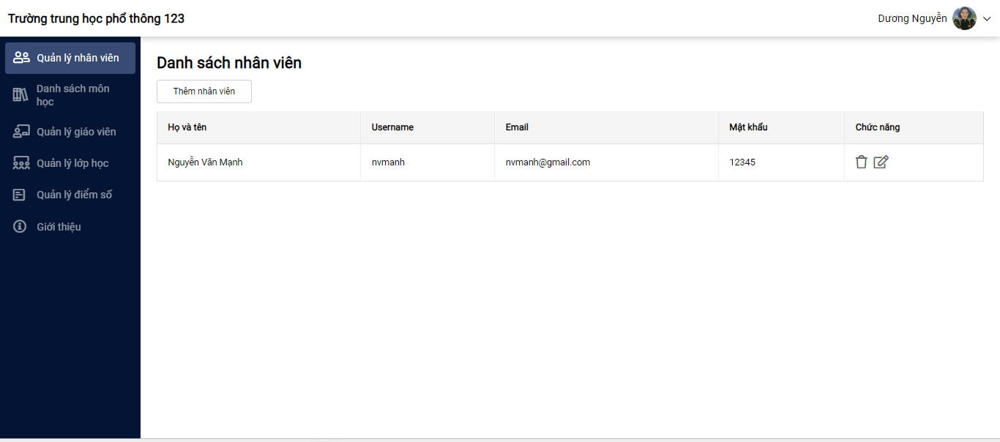 Trường trung học phổ thông 123
Dương Nguyễn
Quản lý nhân viên
Danh sách môn
học
Quản lý giáo viên
Quản lý lớp học
Quản lý điểm số
Giới thiệu
Danh sách nhân viên
Thêm nhân viên
Họ và tên Username Email Mật khẩu Chức năng
Nguyễn Văn Mạnh nvmanh nvmanh@gmail.com 12345